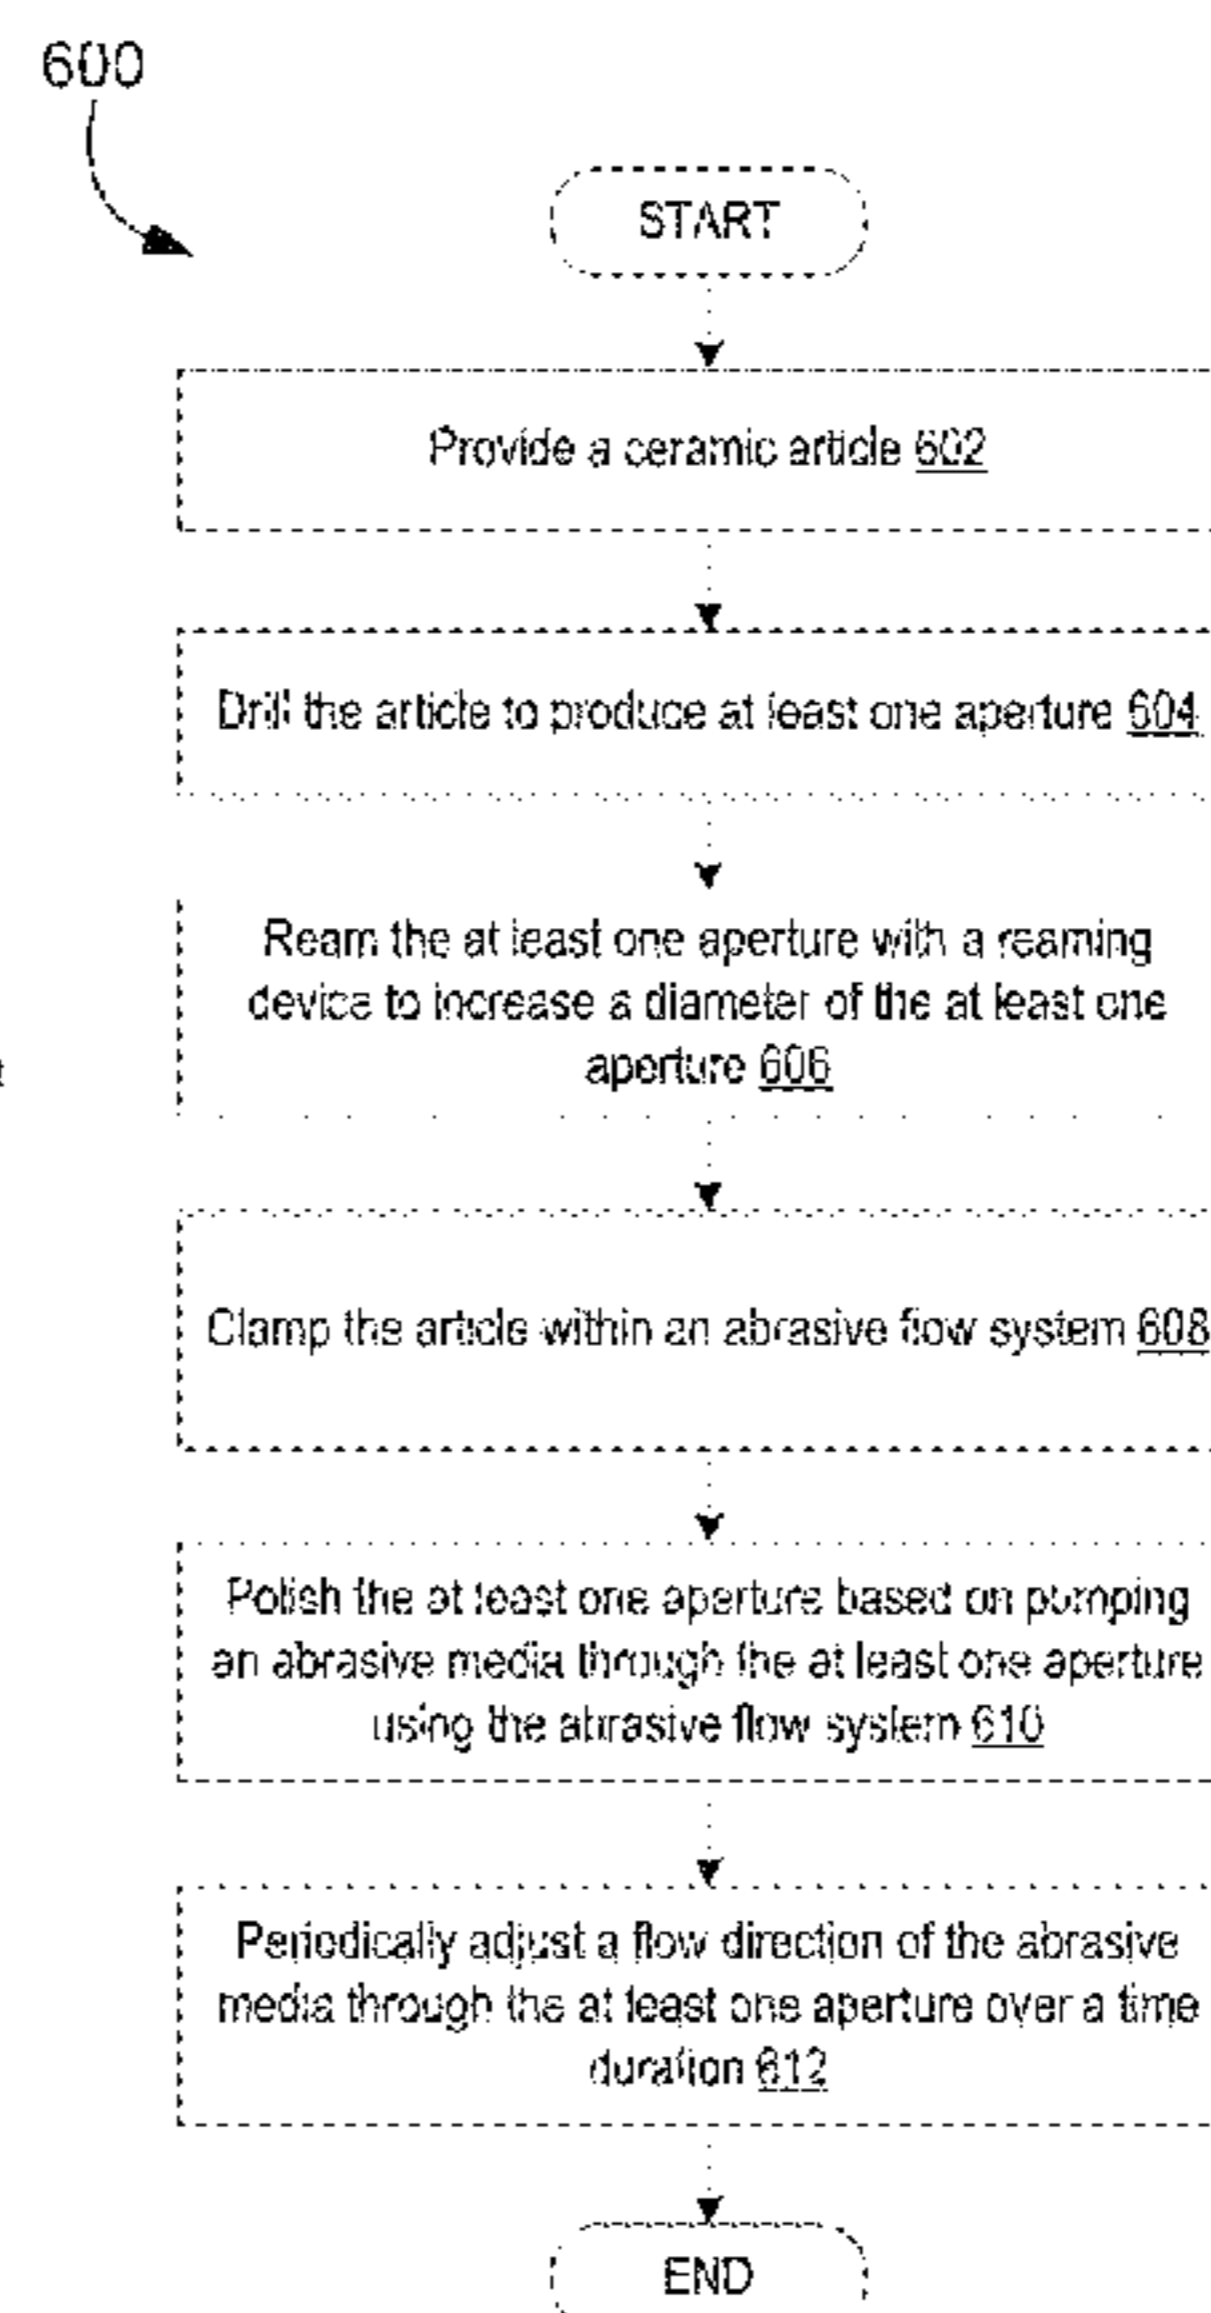 600
START
Provide a ceramic article 602
Drill the article to produce at least one aperture 604
Ream the at least one aperture with a reaming
device to increase a diameter of the at least one
aperture 606
Clamp the article within an abrasive flow system 608
Polish the at least one aperture based on pumping
an abrasive media through the at least one aperture
using the abrasive flow system 610
Periodically adjust a flow direction of the abrasive
media through the at least one aperture over a time
duration 612
END